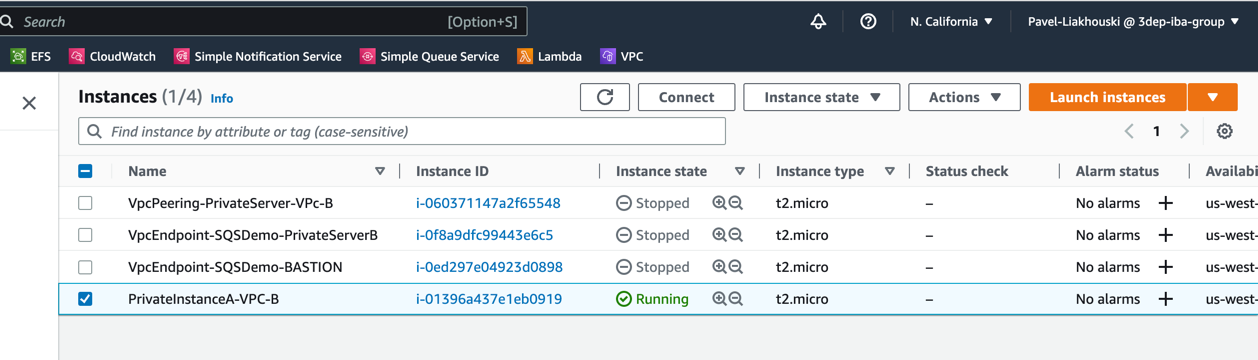 Search [Option+S] N. California Pavel-Liakhouski @ 3dep-iba-group
EFS CloudWatch Simple Notification Service Simple Queue Service Lambda VPC
Instances (1/4) Info Connect Instance state Actions Launch instances
Find instance by attribute or tag (case-sensitive) 1
Name Instance ID Instance state Instance type Status check Alarm status Availabi
VpcPeering-PrivateServer-VPc-B i-060371147a2f65548 Stopped t2.micro – No alarms + us-west-
VpcEndpoint-SQSDemo-PrivateServerB i-0f8a9dfc99443e6c5 Stopped t2.micro – No alarms + us-west-
VpcEndpoint-SQSDemo-BASTION i-0ed297e04923d0898 Stopped t2.micro – No alarms + us-west-
PrivateInstanceA-VPC-B i-01396a437e1eb0919 Running t2.micro – No alarms + us-west-